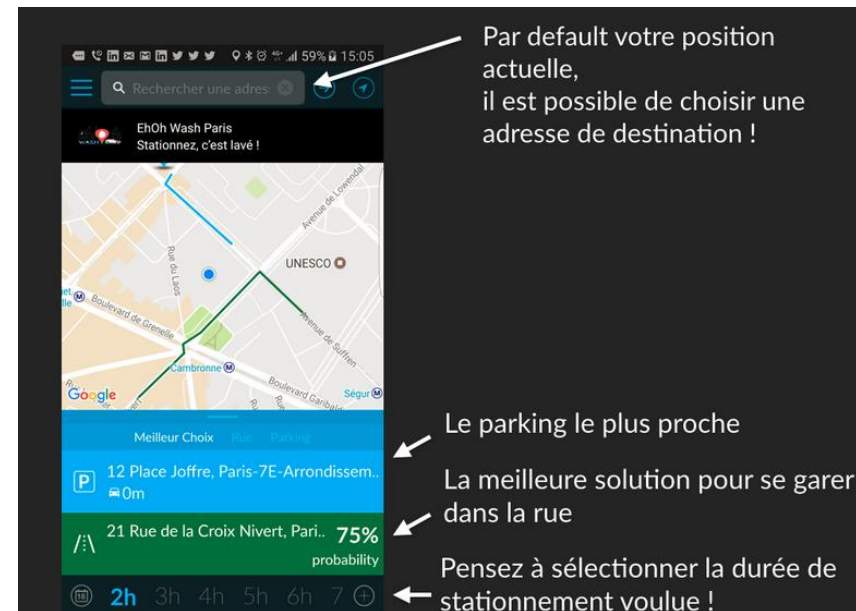 59% 15:05
Rechercher une adres
EhOh Wash Paris
Stationnez, c'est lavé !
WASH
Avenue de Lowendal
UNESCO
Rue du Laos
Boulevard de Grenelle
Avenue de Suffren
Cambronne
Boulevard Garibal
Ségur
Google
Meilleur Choix Rue Parking
P 12 Place Joffre, Paris-7E-Arrondissem..
0m
21 Rue de la Croix Nivert, Pari.. 75%
probability
2h 3h 4h 5h 6h 7
Par default votre position
actuelle,
il est possible de choisir une
adresse de destination !
Le parking le plus proche
La meilleure solution pour se garer
dans la rue
Pensez à sélectionner la durée de
stationnement voulue !